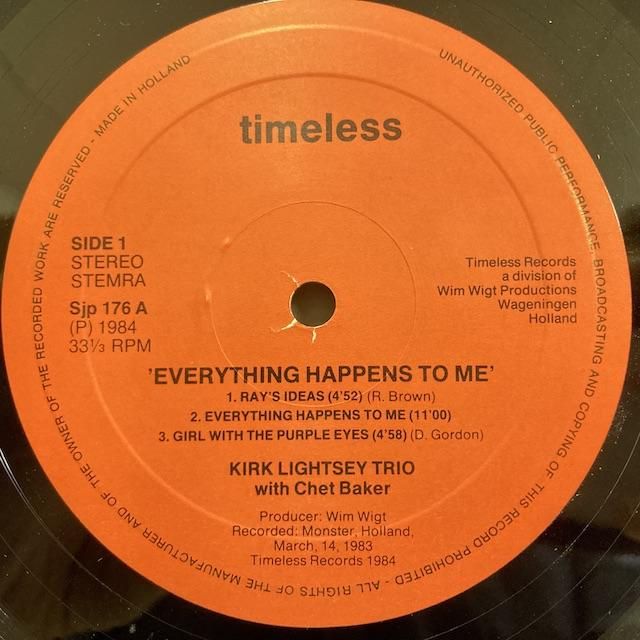 timeless
SIDE 1
STEREO
STEMRA
Sjp 176 A
(P) 1984
33⅓ RPM
Timeless Records
a division of
Wim Wigt Productions
Wageningen
Holland
'EVERYTHING HAPPENS TO ME'
1. RAY'S IDEAS (4'52) (R. Brown)
2. EVERYTHING HAPPENS TO ME (11'00)
3. GIRL WITH THE PURPLE EYES (4'58) (D. Gordon)
KIRK LIGHTSEY TRIO
with Chet Baker
Producer: Wim Wigt
Recorded: Monster, Holland,
March, 14, 1983
Timeless Records 1984
UNAUTHORIZED PUBLIC PERFORMANCE, BROADCASTING AND COPYING OF THIS RECORD PROHIBITED - ALL RIGHTS OF THE MANUFACTURER AND OF THE OWNER OF THE RECORDED WORK ARE RESERVED - MADE IN HOLLAND